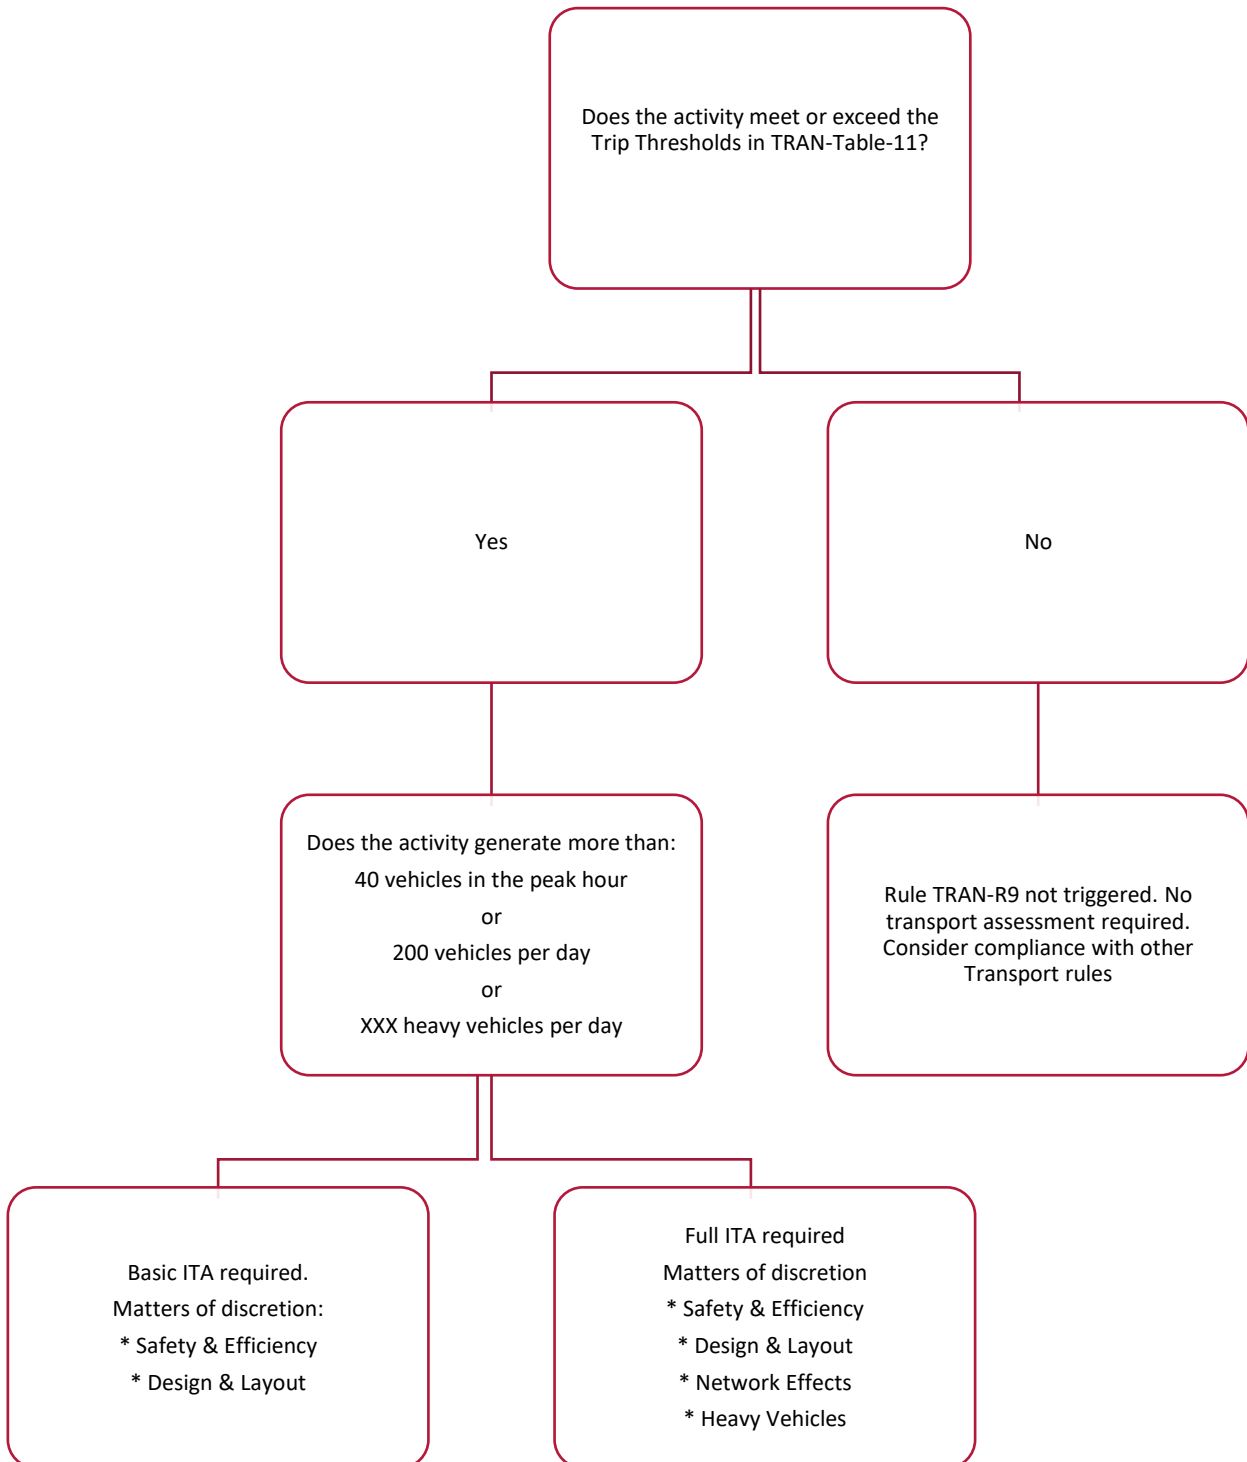 Does the activity meet or exceed the
Trip Thresholds in TRAN-Table-11?
Yes
No
Does the activity generate more than:
40 vehicles in the peak hour
or
200 vehicles per day
or
XXX heavy vehicles per day
Rule TRAN-R9 not triggered. No
transport assessment required.
Consider compliance with other
Transport rules
Basic ITA required.
Matters of discretion:
* Safety & Efficiency
* Design & Layout
Full ITA required
Matters of discretion
* Safety & Efficiency
* Design & Layout
* Network Effects
* Heavy Vehicles